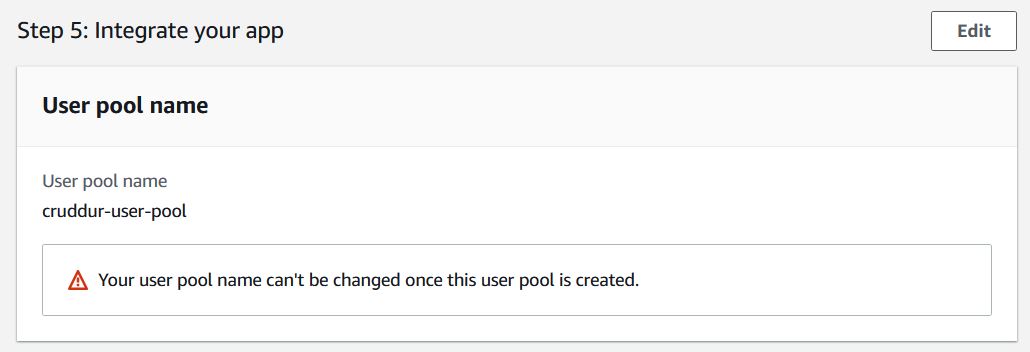 Step 5: Integrate your app
Edit
User pool name
User pool name
cruddur-user-pool
Your user pool name can't be changed once this user pool is created.